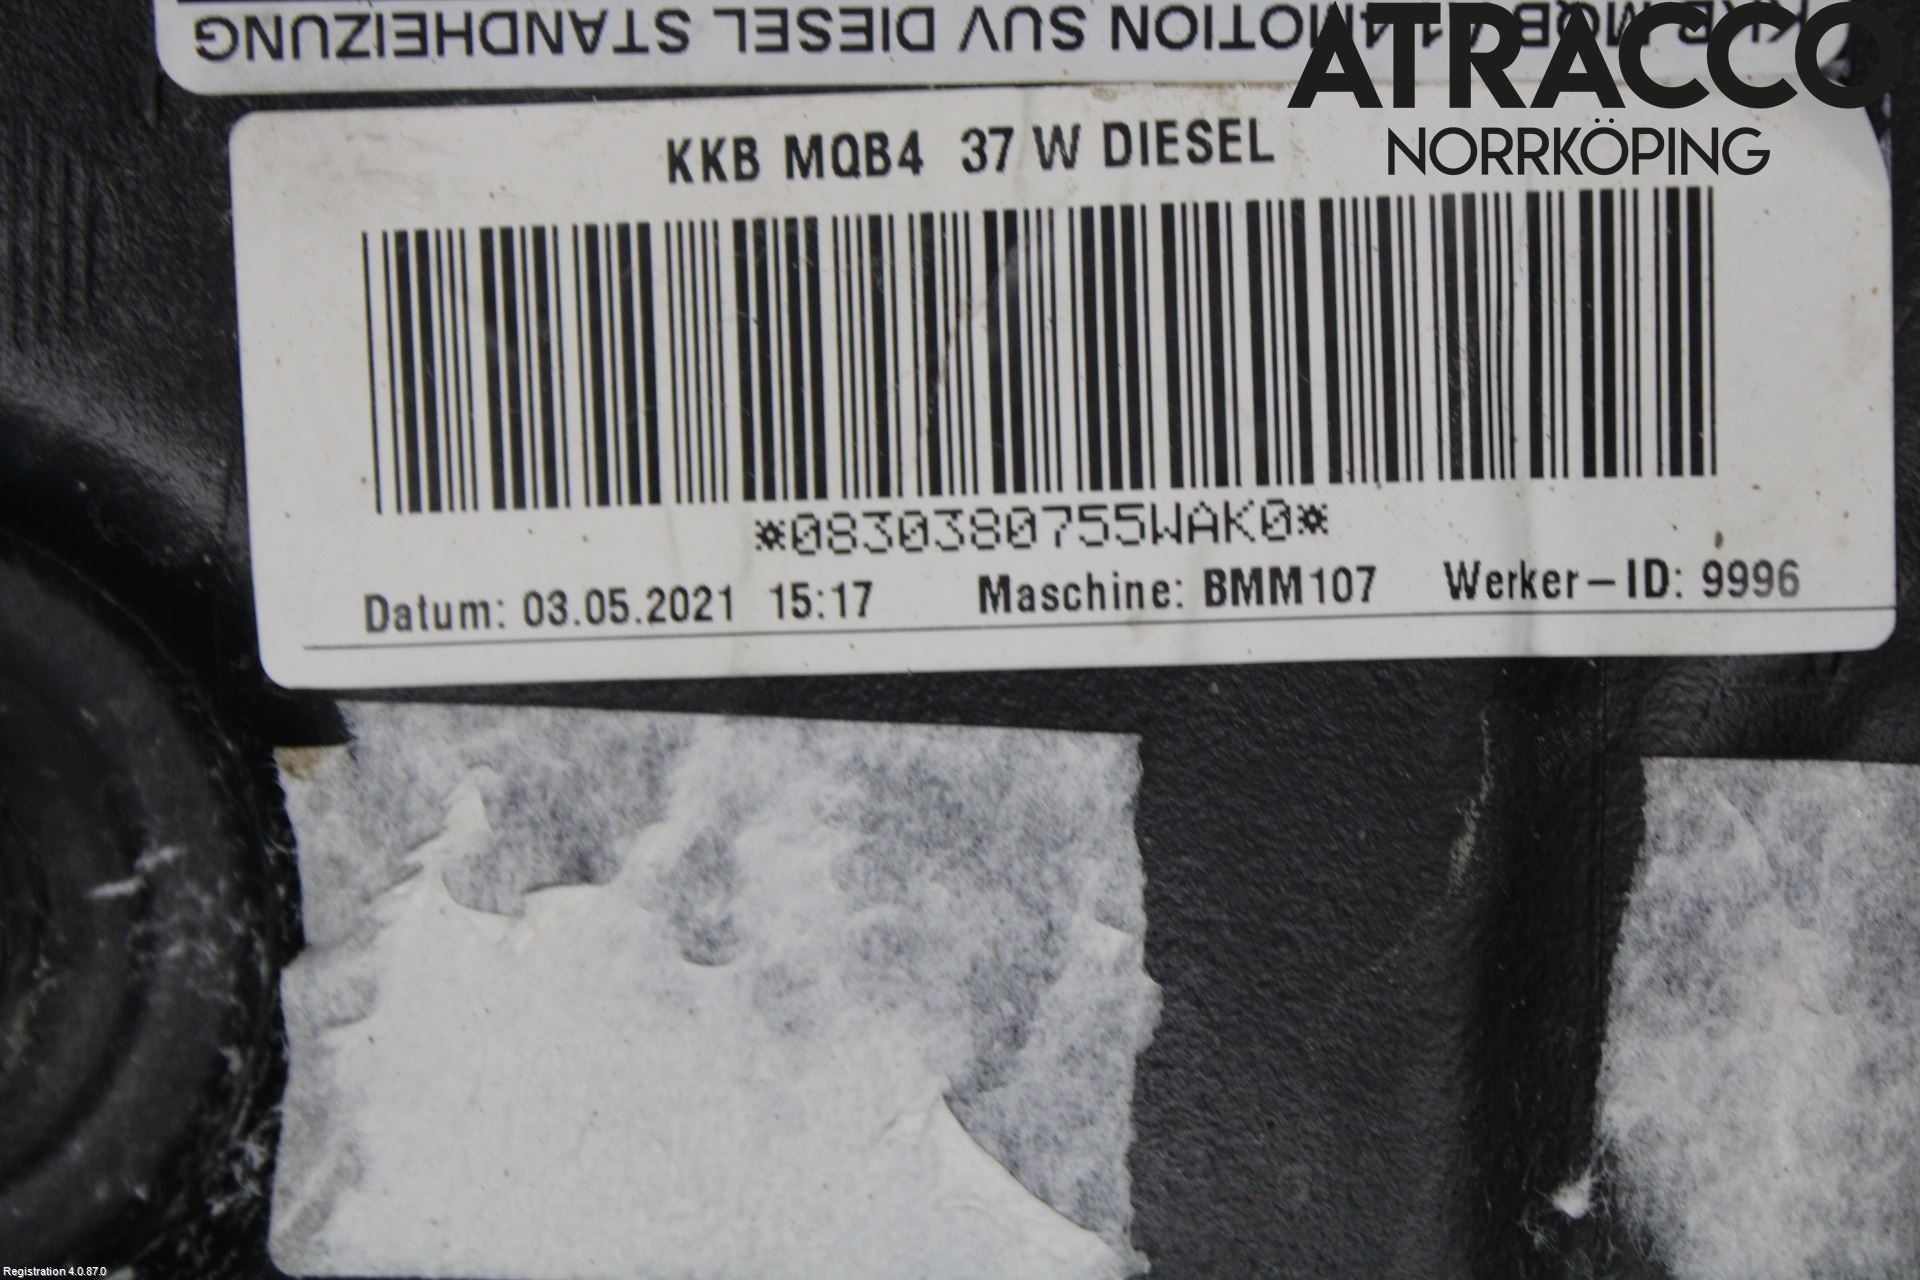 DIESEL STANDHEIZUNG
SUV
ATRACCO
NORRKÖPING
KKB MQB4 37 W DIESEL
*0830380755WAK0*
Datum: 03.05.2021 15:17 Maschine: BMM107 Werker-ID: 9996
Registration 4.0.87.0